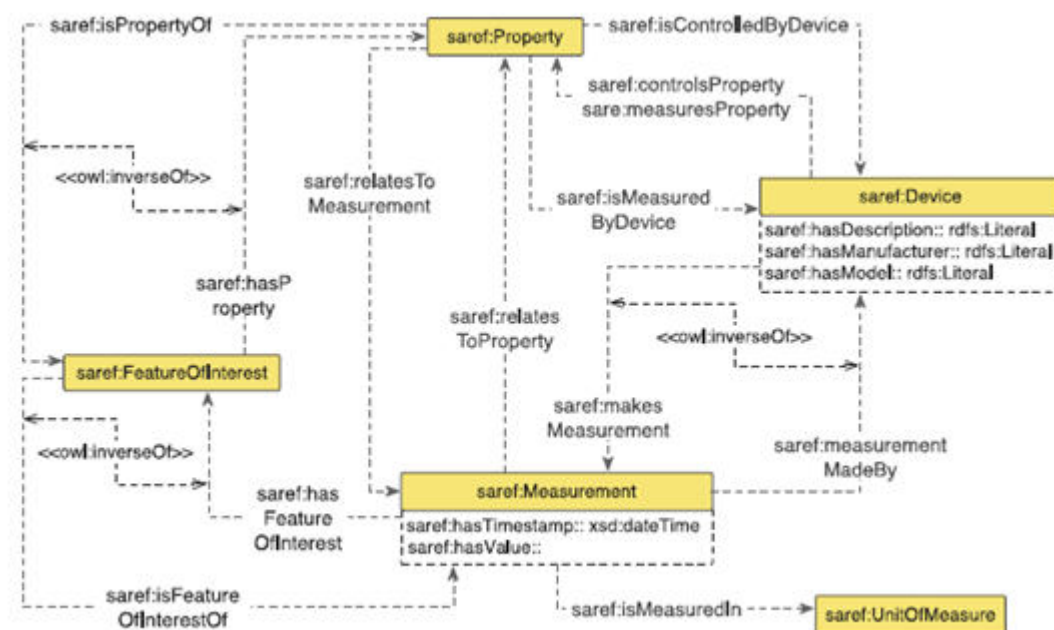 saref:isPropertyOf
saref:Property
saref:isControlledByDevice
saref:controlsProperty
sare:measuresProperty
<<owl:inverseOf>>
saref:relatesTo
Measurement
saref:isMeasured
ByDevice
saref:Device
saref:hasDescription:: rdfs:Literal
saref:hasManufacturer:: rdfs:Literal
saref:hasModel:: rdfs:Literal
saref:hasP
roperty
saref:relates
ToProperty
<<owl:inverseOf>>
saref:FeatureOfInterest
saref:makes
Measurement
saref:measurement
MadeBy
<<owl:inverseOf>>
saref:has
Feature
OfInterest
saref:Measurement
saref:hasTimestamp:: xsd:dateTime
saref:hasValue::
saref:isFeature
OfInterestOf
saref:isMeasuredIn
saref:UnitOfMeasure